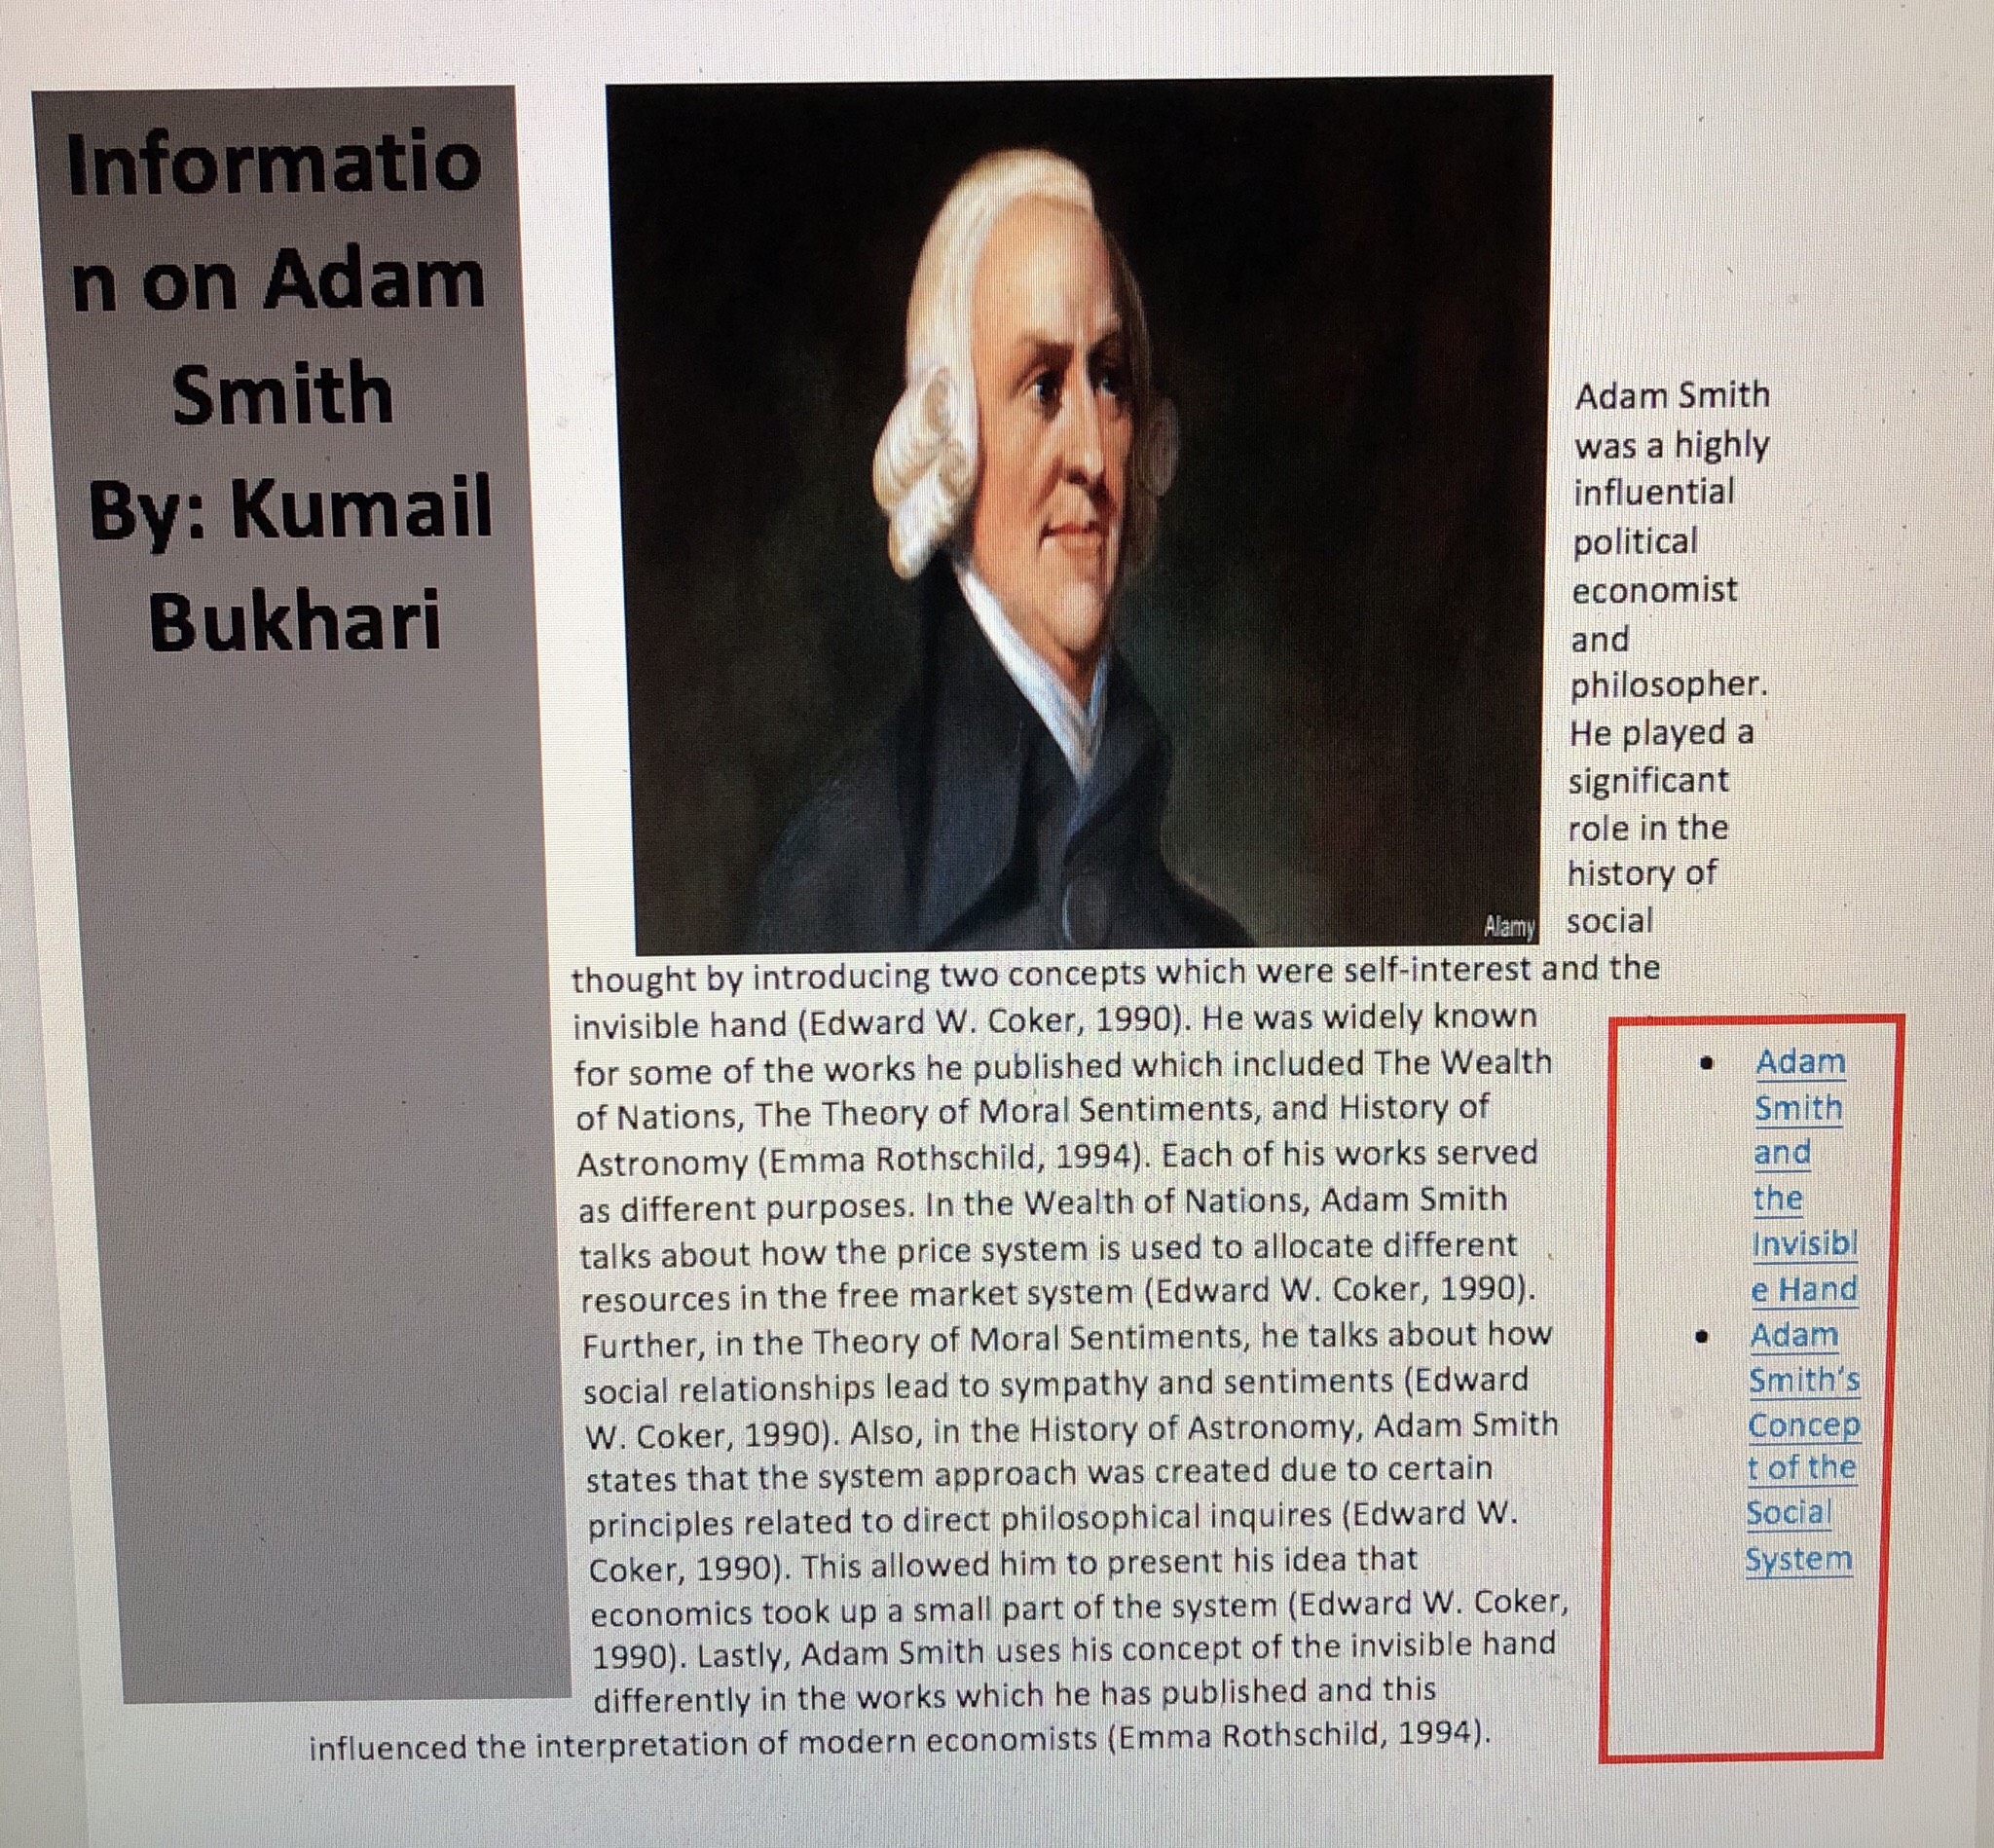 Informatio
n on Adam
Smith
By: Kumail
Bukhari
Alamy
Adam Smith
was a highly
influential
political
economist
and
philosopher.
He played a
significant
role in the
history of
social
thought by introducing two concepts which were self-interest and the
invisible hand (Edward W. Coker, 1990). He was widely known
for some of the works he published which included The Wealth
of Nations, The Theory of Moral Sentiments, and History of
Astronomy (Emma Rothschild, 1994). Each of his works served
as different purposes. In the Wealth of Nations, Adam Smith
talks about how the price system is used to allocate different
resources in the free market system (Edward W. Coker, 1990).
Further, in the Theory of Moral Sentiments, he talks about how
social relationships lead to sympathy and sentiments (Edward
W. Coker, 1990). Also, in the History of Astronomy, Adam Smith
states that the system approach was created due to certain
principles related to direct philosophical inquires (Edward W.
Coker, 1990). This allowed him to present his idea that
economics took up a small part of the system (Edward W. Coker,
1990). Lastly, Adam Smith uses his concept of the invisible hand
differently in the works which he has published and this
influenced the interpretation of modern economists (Emma Rothschild, 1994).
• Adam
Smith
and
the
Invisibl
e Hand
• Adam
Smith's
Concep
t of the
Social
System